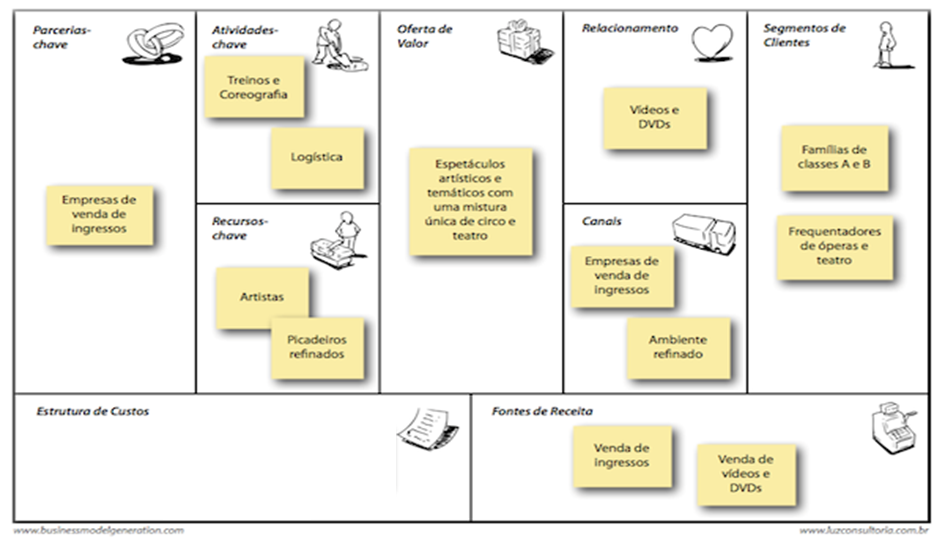 Parcerias-
chave
Empresas de
venda de
ingressos
Atividades-
chave
Treinos e
Coreografia
Logística
Recursos-
chave
Artistas
Picadeiros
refinados
Oferta de
Valor
Espetáculos
artísticos e
temáticos com
uma mistura
única de circo e
teatro
Relacionamento
Vídeos e
DVDs
Canais
Empresas de
venda de
ingressos
Ambiente
refinado
Segmentos de
Clientes
Famílias de
classes A e B
Frequentadores
de óperas e
teatro
Estrutura de Custos
Fontes de Receita
Venda de
ingressos
Venda de
vídeos e
DVDs
www.businessmodelgeneration.com
www.luzconsultoria.com.br